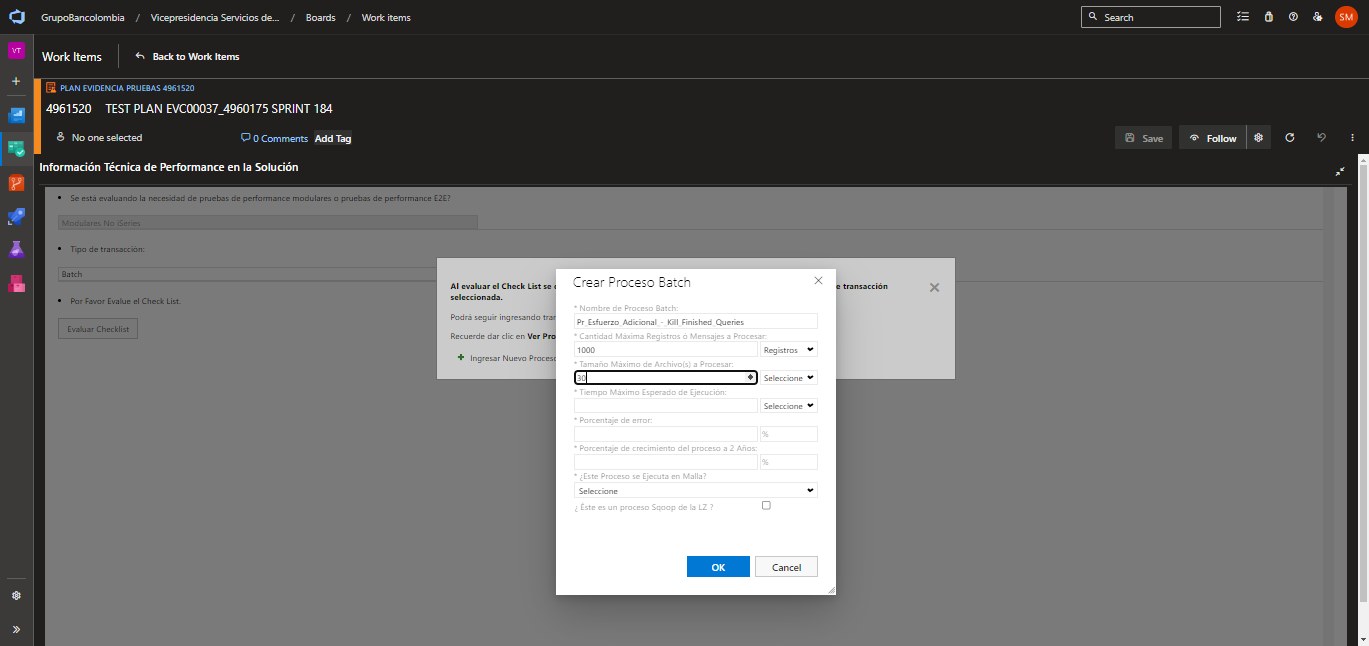 GrupoBancolombia / Vicepresidencia Servicios de... / Boards / Work items
Search
SM
VT
Work Items
Back to Work Items
PLAN EVIDENCIA PRUEBAS 4961520
4961520 TEST PLAN EVC00037_4960175 SPRINT 184
No one selected
0 Comments
Add Tag
Save
Follow
Información Técnica de Performance en la Solución
Se está evaluando la necesidad de pruebas de performance modulares o pruebas de performance E2E?
Modulares No iSeries
Tipo de transacción:
Batch
Por Favor Evalue el Check List.
Evaluar Checklist
Al evaluar el Check List se
de transacción
seleccionada.
Podrá seguir ingresando
Recuerde dar clic en Ver
Ingresar Nuevo Proceso
Crear Proceso Batch
* Nombre de Proceso Batch:
Pr_Esfuerzo_Adicional_-_Kill_Finished_Queries
* Cantidad Máxima Registros ó Mensajes a Procesar:
1000
Registros
* Tamaño Máximo de Archivo(s) a Procesar:
30
Seleccione
* Tiempo Máximo Esperado de Ejecución:
Seleccione
* Porcentaje de error:
%
* Porcentaje de crecimiento del proceso a 2 Años:
%
* ¿Este Proceso se Ejecuta en Malla?
Seleccione
¿ Éste es un proceso Sqoop de la LZ ?
OK
Cancel